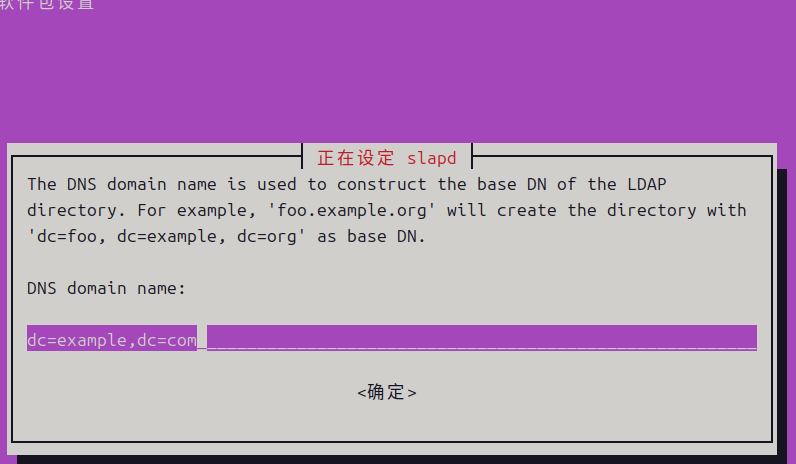 软件包设置
正在设定 slapd
The DNS domain name is used to construct the base DN of the LDAP
directory. For example, 'foo.example.org' will create the directory with
'dc=foo, dc=example, dc=org' as base DN.
DNS domain name:
dc=example,dc=com
<确定>